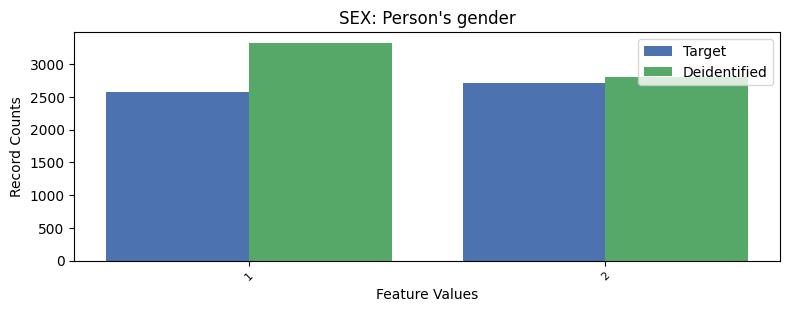 SEX: Person's gender
Target
Deidentified
Record Counts
3000
2500
2000
1500
1000
500
0
1
2
Feature Values